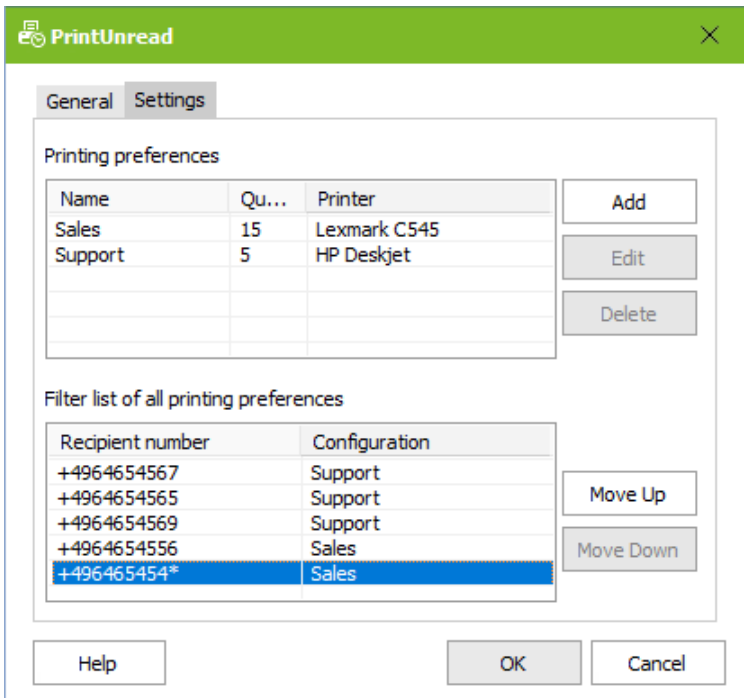 PrintUnread
General Settings
Printing preferences
Name Qu... Printer
Sales 15 Lexmark C545
Support 5 HP Deskjet
Add
Edit
Delete
Filter list of all printing preferences
Recipient number Configuration
+4964654567 Support
+4964654565 Support
+4964654569 Support
+4964654556 Sales
+496465454* Sales
Move Up
Move Down
Help OK Cancel